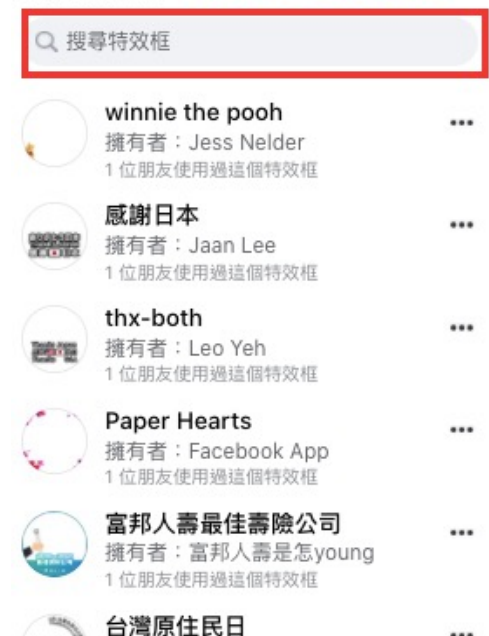 搜尋特效框
winnie the pooh
擁有者：Jess Nelder
1 位朋友使用過這個特效框
感謝日本
擁有者：Jaan Lee
1 位朋友使用過這個特效框
thx-both
擁有者：Leo Yeh
1 位朋友使用過這個特效框
Paper Hearts
擁有者：Facebook App
1 位朋友使用過這個特效框
富邦人壽最佳壽險公司
擁有者：富邦人壽是怎young
1 位朋友使用過這個特效框
台灣原住民日